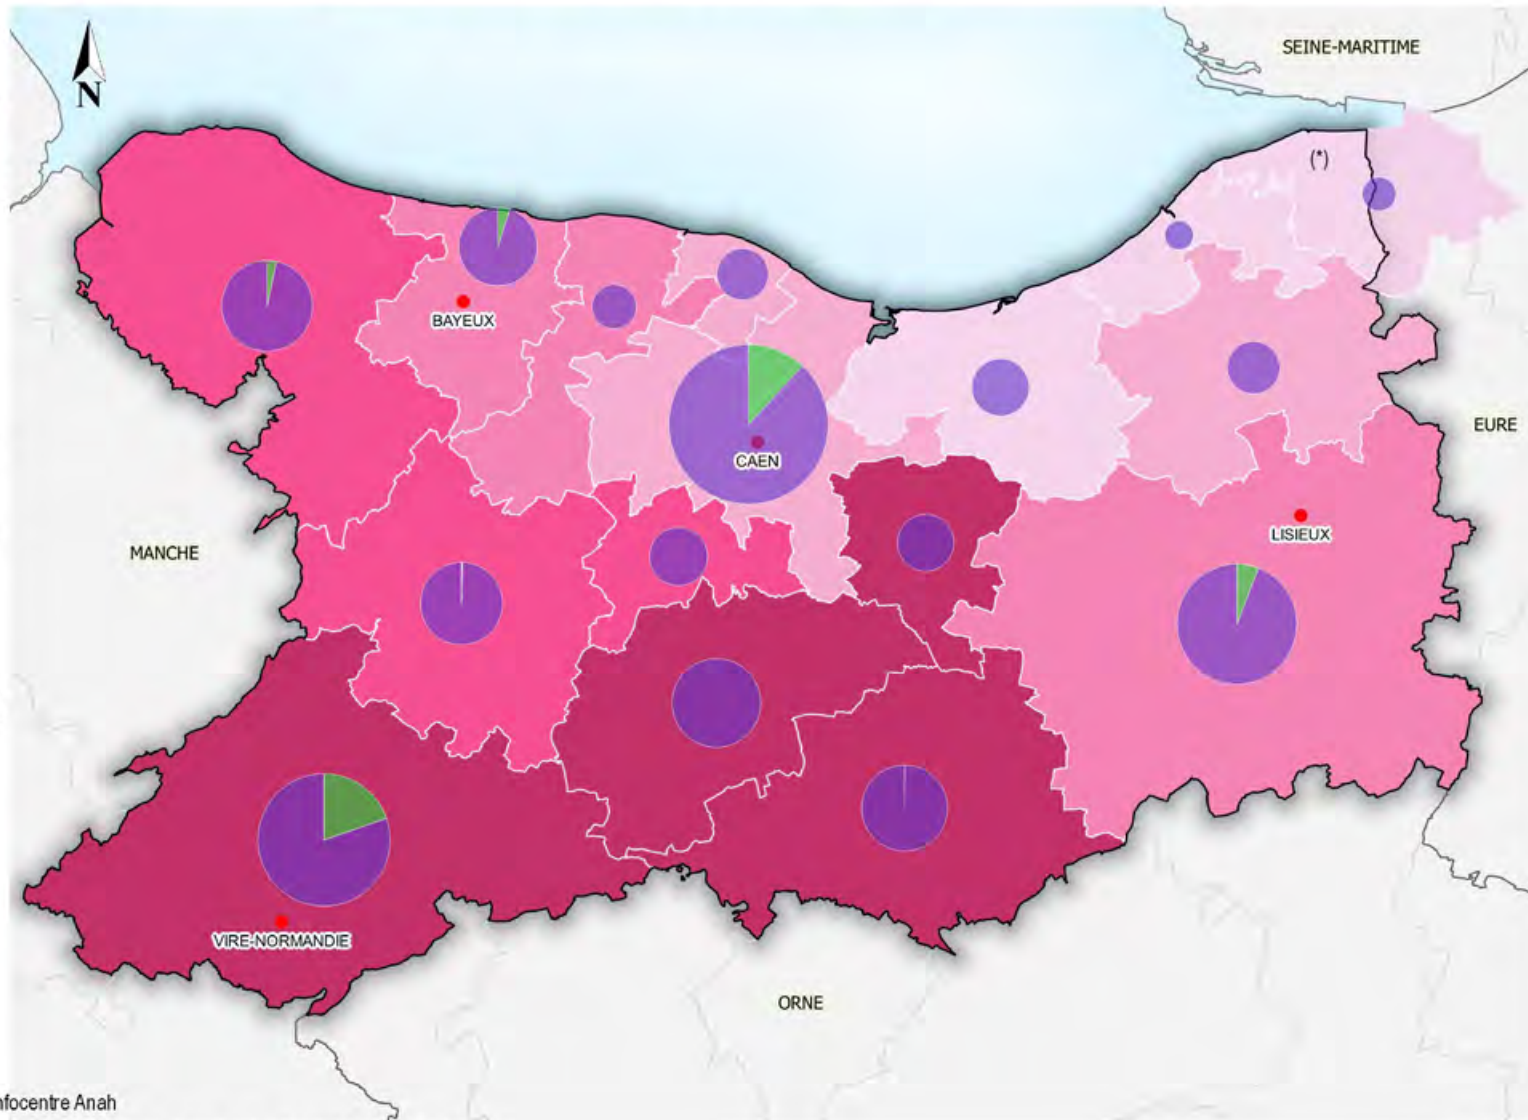 SEINE-MARITIME
N
(*)
BAYEUX
EURE
CAEN
LISIEUX
MANCHE
VIRE-NORMANDIE
ORNE
nfocentre Anah